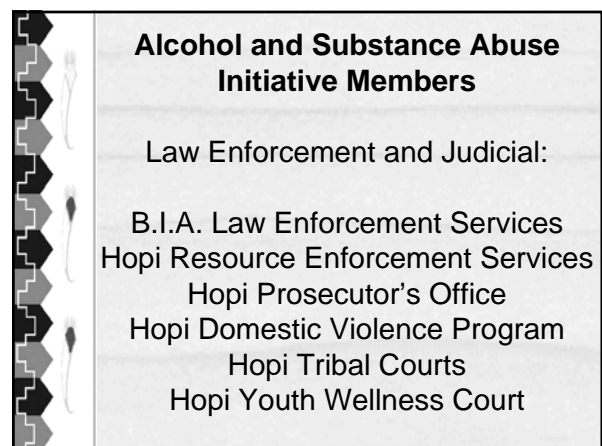 Alcohol and Substance Abuse
Initiative Members
Law Enforcement and Judicial:
B.I.A. Law Enforcement Services
Hopi Resource Enforcement Services
Hopi Prosecutor's Office
Hopi Domestic Violence Program
Hopi Tribal Courts
Hopi Youth Wellness Court